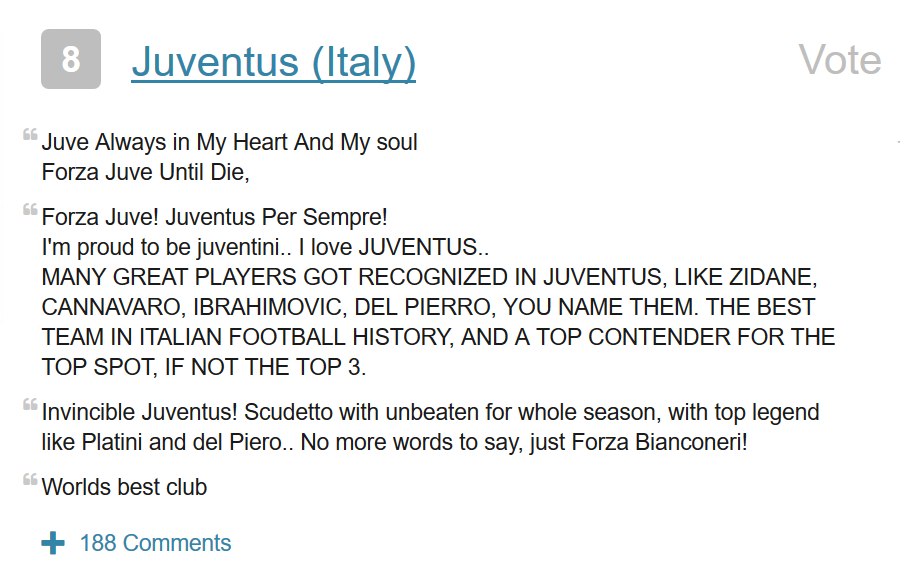 8 Juventus (Italy) Vote
“ Juve Always in My Heart And My soul
Forza Juve Until Die,
“ Forza Juve! Juventus Per Sempre!
I'm proud to be juventini.. I love JUVENTUS..
MANY GREAT PLAYERS GOT RECOGNIZED IN JUVENTUS, LIKE ZIDANE,
CANNAVARO, IBRAHIMOVIC, DEL PIERRO, YOU NAME THEM. THE BEST
TEAM IN ITALIAN FOOTBALL HISTORY, AND A TOP CONTENDER FOR THE
TOP SPOT, IF NOT THE TOP 3.
“ Invincible Juventus! Scudetto with unbeaten for whole season, with top legend
like Platini and del Piero.. No more words to say, just Forza Bianconeri!
“ Worlds best club
+ 188 Comments